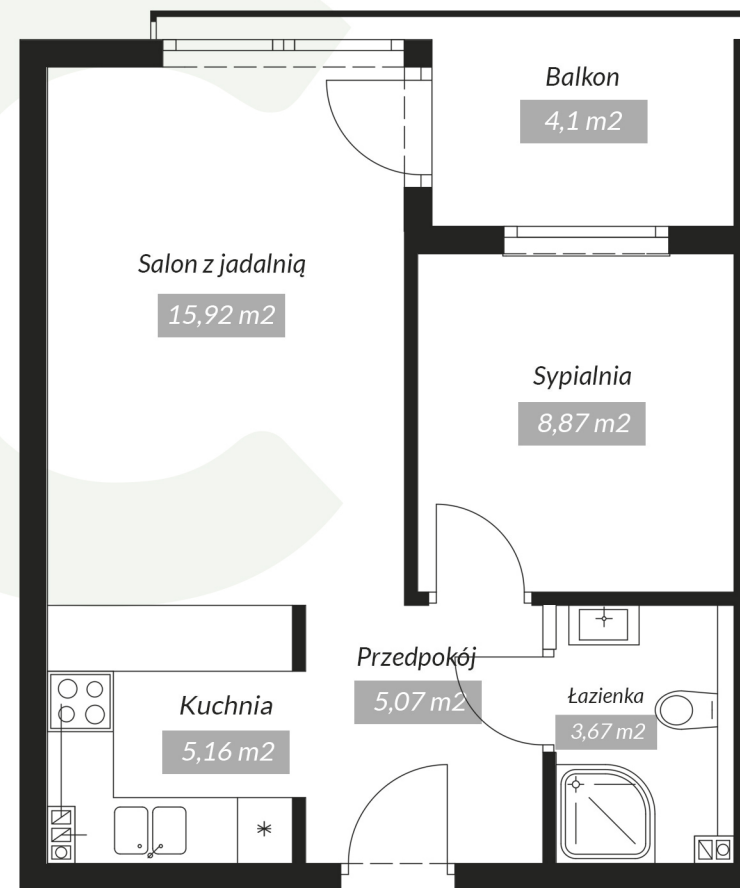 Balkon
4,1 m2
Salon z jadalnią
15,92 m2
Sypialnia
8,87 m2
Przedpokój
5,07 m2
Łazienka
3,67 m2
Kuchnia
5,16 m2